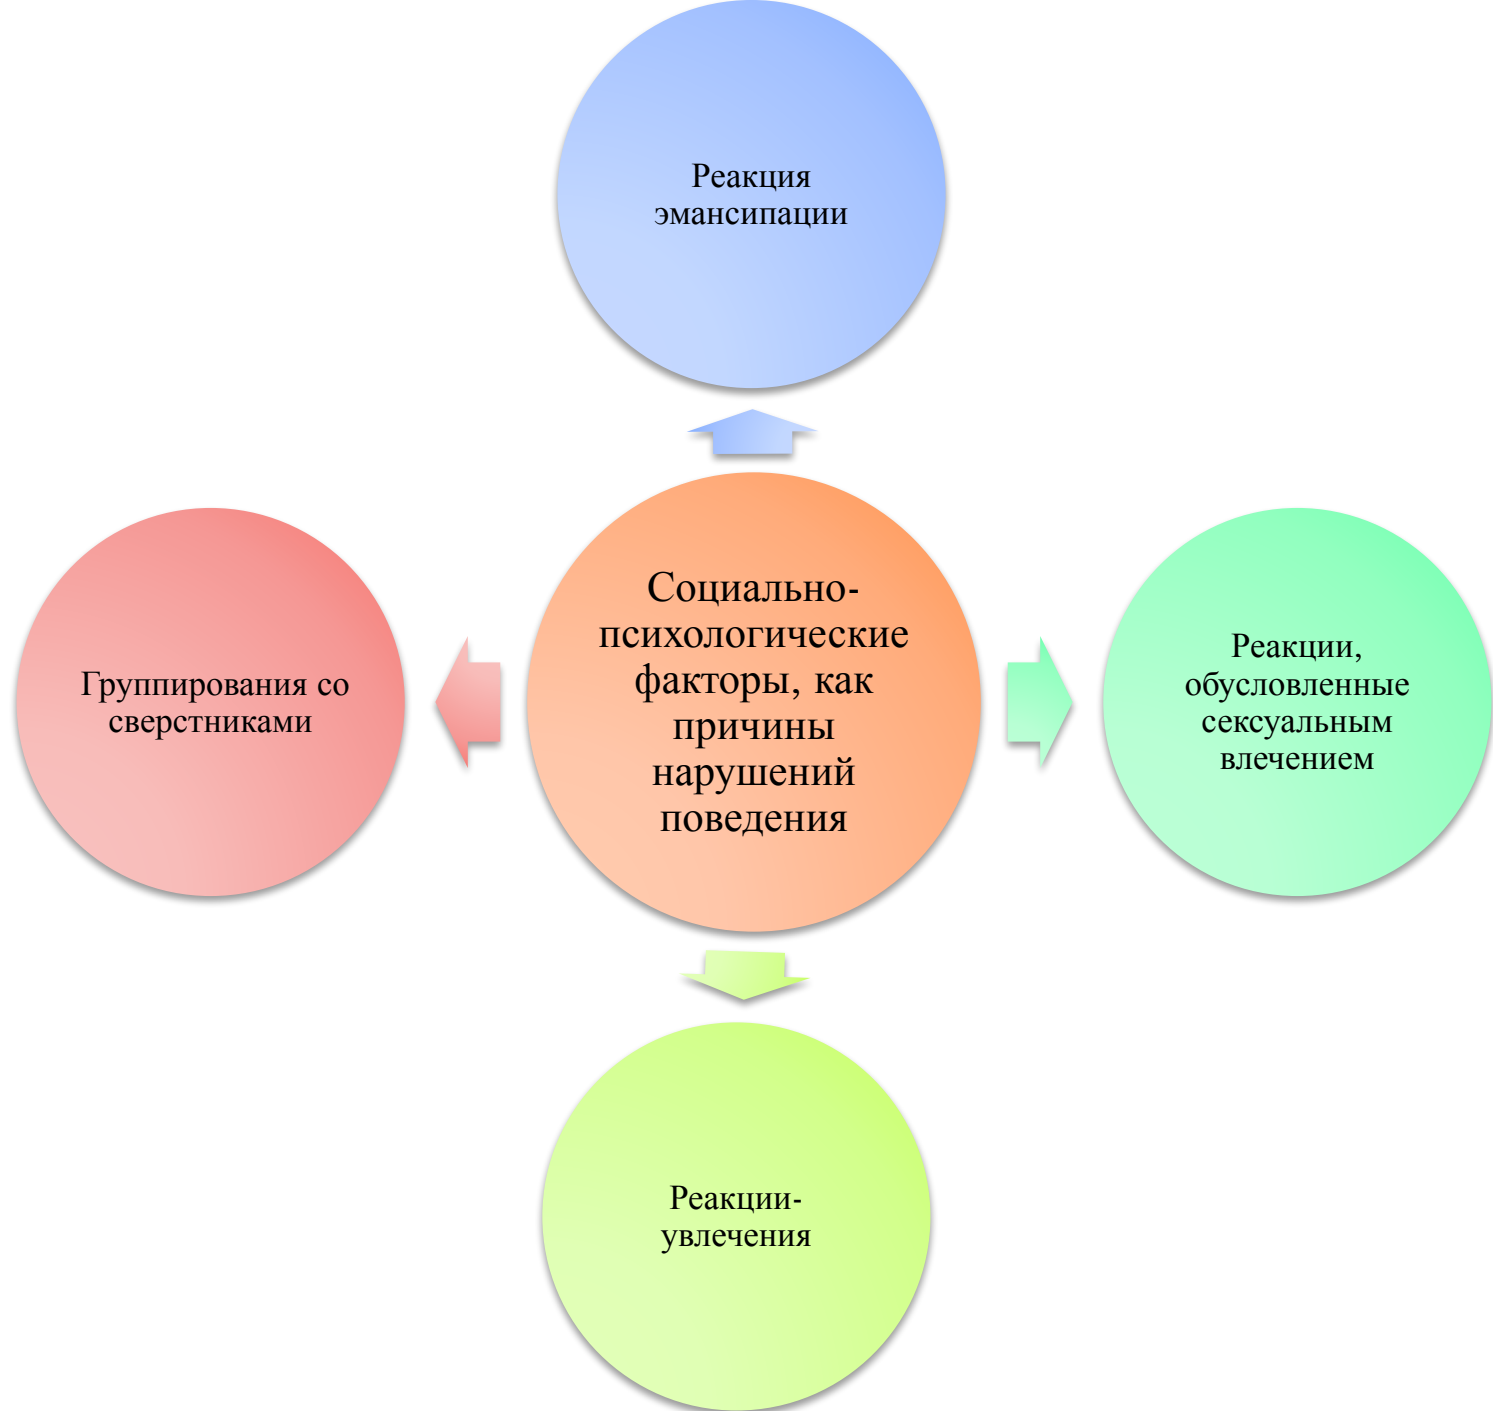 Реакция
эмансипации
Социально-
психологические
факторы, как
причины
нарушений
поведения
Группирования со
сверстниками
Реакции,
обусловленные
сексуальным
влечением
Реакции-
увлечения